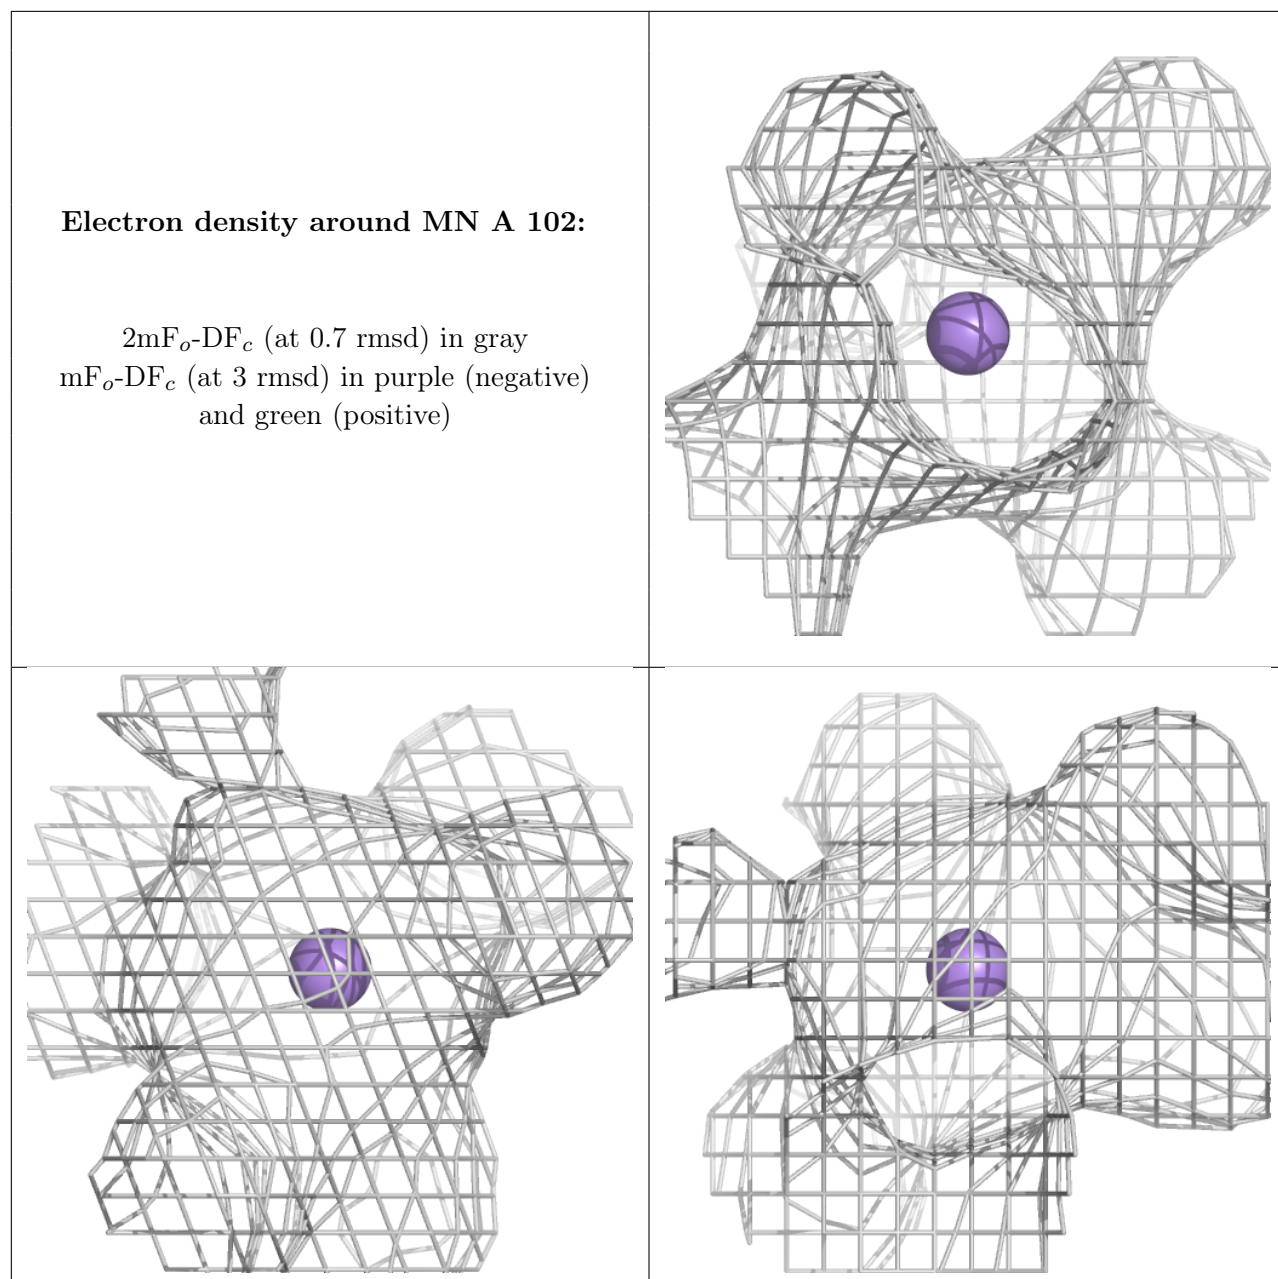 Electron density around MN A 102:
2mFo-DFc (at 0.7 rmsd) in gray
mFo-DFc (at 3 rmsd) in purple (negative)
and green (positive)